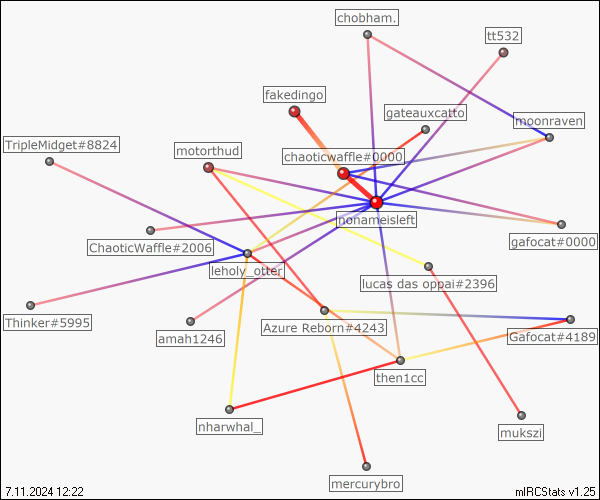 chobham.
tt532
fakedingo
gateauxcatto
moonraven
TripleMidget#8824
motorthud
chaoticwaffle#0000
nonameisleft
ChaoticWaffle#2006
gafocat#0000
leholy_otter
lucas das oppai#2396
Thinker#5995
amah1246
Azure Reborn#4243
Gafocat#4189
then1cc
nharwhal_
mukszi
mercurybro
7.11.2024 12:22
mIRCStats v1.25